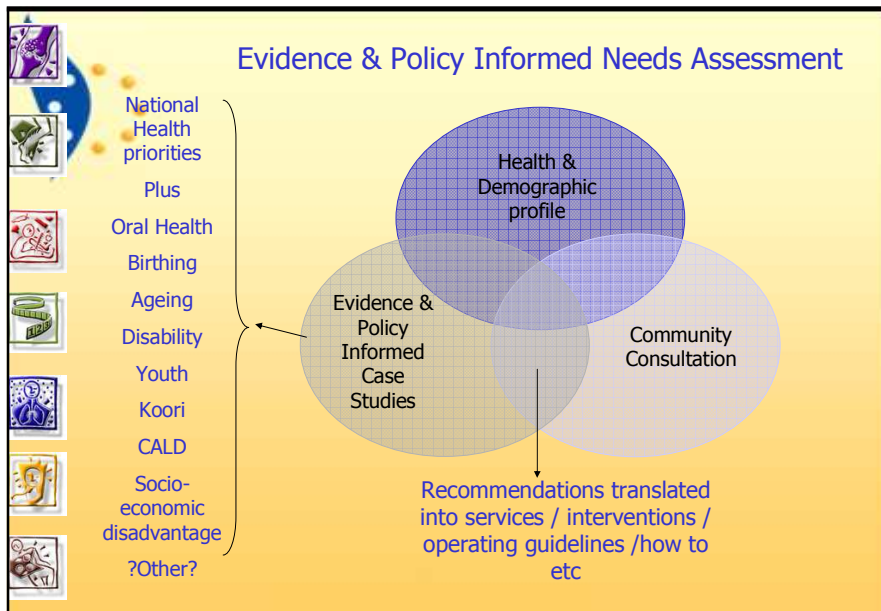 Evidence & Policy Informed Needs Assessment
National
Health
priorities
Plus
Oral Health
Birthing
Ageing
Disability
Youth
Koori
CALD
Socio-
economic
disadvantage
?Other?
Health &
Demographic
profile
Evidence &
Policy
Informed
Case
Studies
Community
Consultation
Recommendations translated
into services / interventions /
operating guidelines /how to
etc